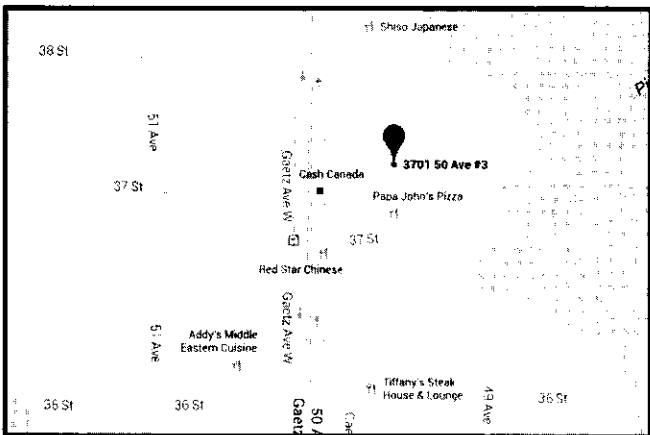 Shiso Japanese
38 St
Pi
51 Ave
3701 50 Ave #3
Gaetz Ave W
Cash Canada
37 St
Papa John's Pizza
37 St
Red Star Chinese
Gaetz Ave W
51 Ave
Addy's Middle
Eastern Cuisine
Tiffany's Steak
House & Lounge
49 Ave
36 St
36 St
50 A
Gaetz
Gae
36 St